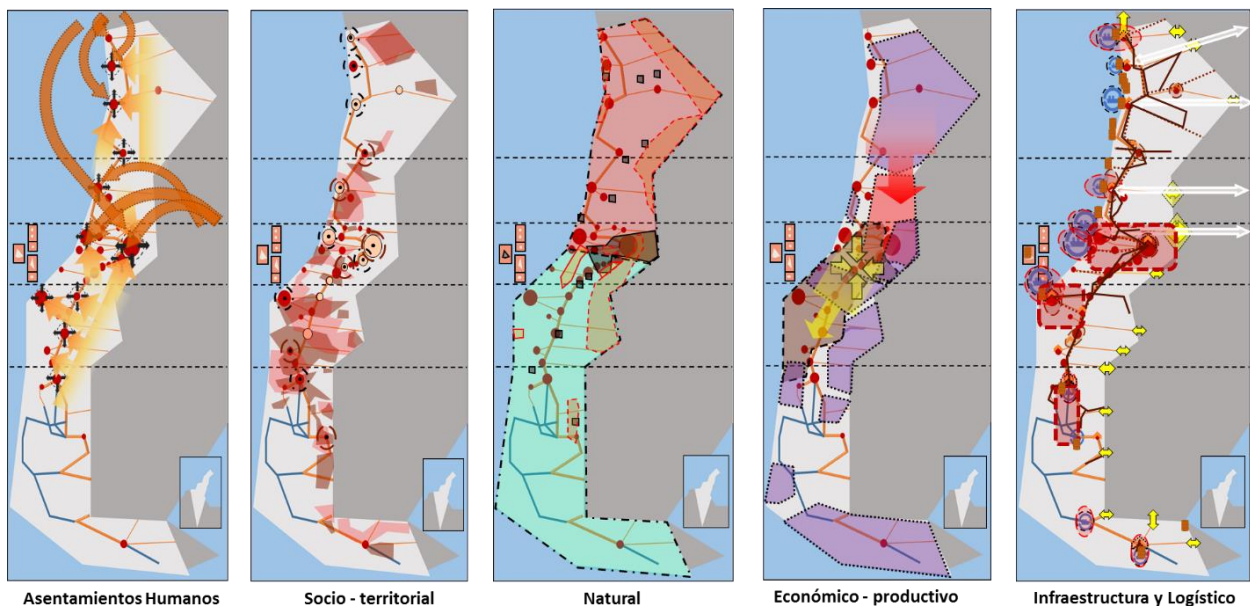 Asentamientos Humanos
Socio - territorial
Natural
Económico - productivo
Infraestructura y Logístico